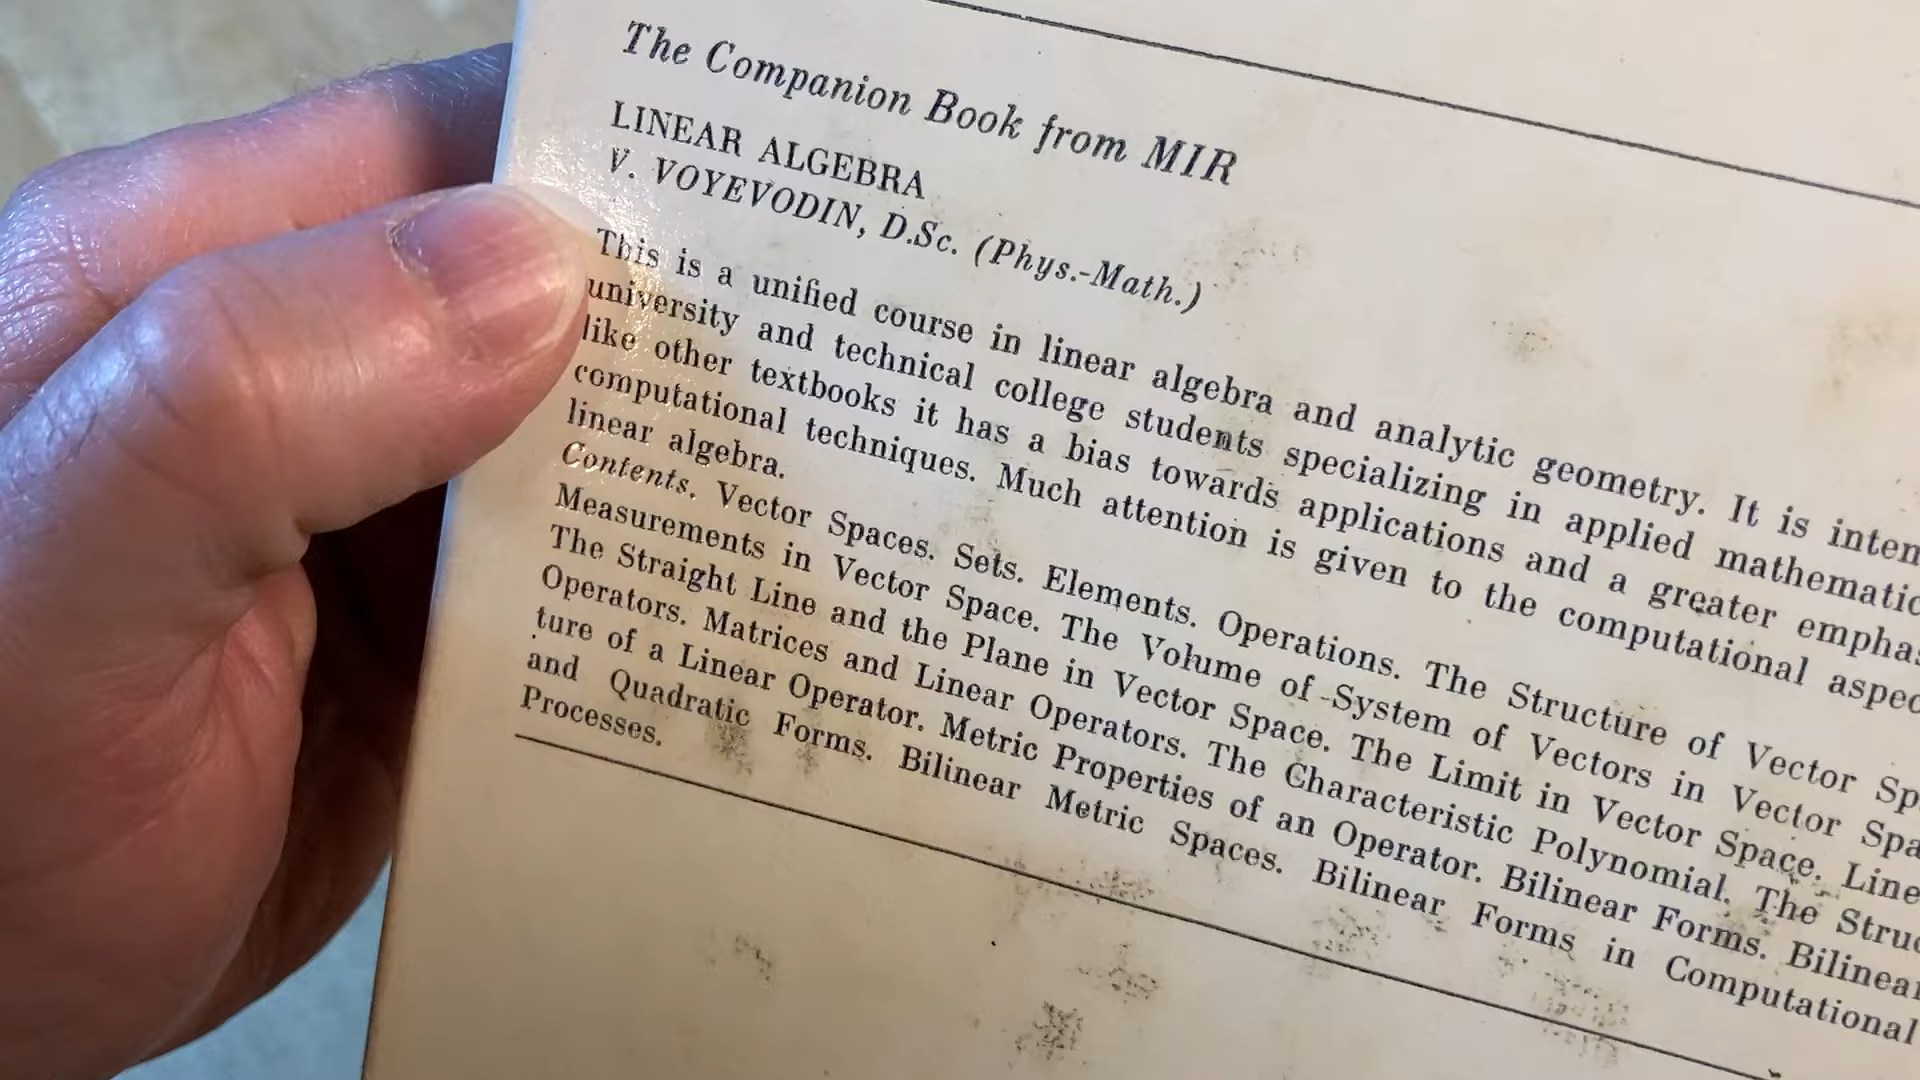 The Companion Book from MIR
LINEAR ALGEBRA
V. VOYEVODIN, D.Sc. (Phys.-Math.)
This is a unified course in linear algebra and analytic geometry. It is inten
university and technical college students specializing in applied mathematic
like other textbooks it has a bias towards applications and a greater emphas
computational techniques. Much attention is given to the computational aspec
linear algebra.
Contents. Vector Spaces. Sets. Elements. Operations. The Structure of Vector Sp
Measurements in Vector Space. The Volume of -System of Vectors in Vector Spa
The Straight Line and the Plane in Vector Space. The Limit in Vector Space. Line
Operators. Matrices and Linear Operators. The Characteristic Polynomial. The Struc
ture of a Linear Operator. Metric Properties of an Operator. Bilinear Forms. Bilinear
and Quadratic Forms. Bilinear Metric Spaces. Bilinear Forms in Computational
Processes.